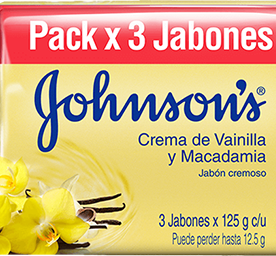 Pack x 3 Jabones
Johnson's®
Crema de Vainilla
y Macadamia
Jabón cremoso
3 Jabones x 125 g c/u
Puede perder hasta 12.5 g